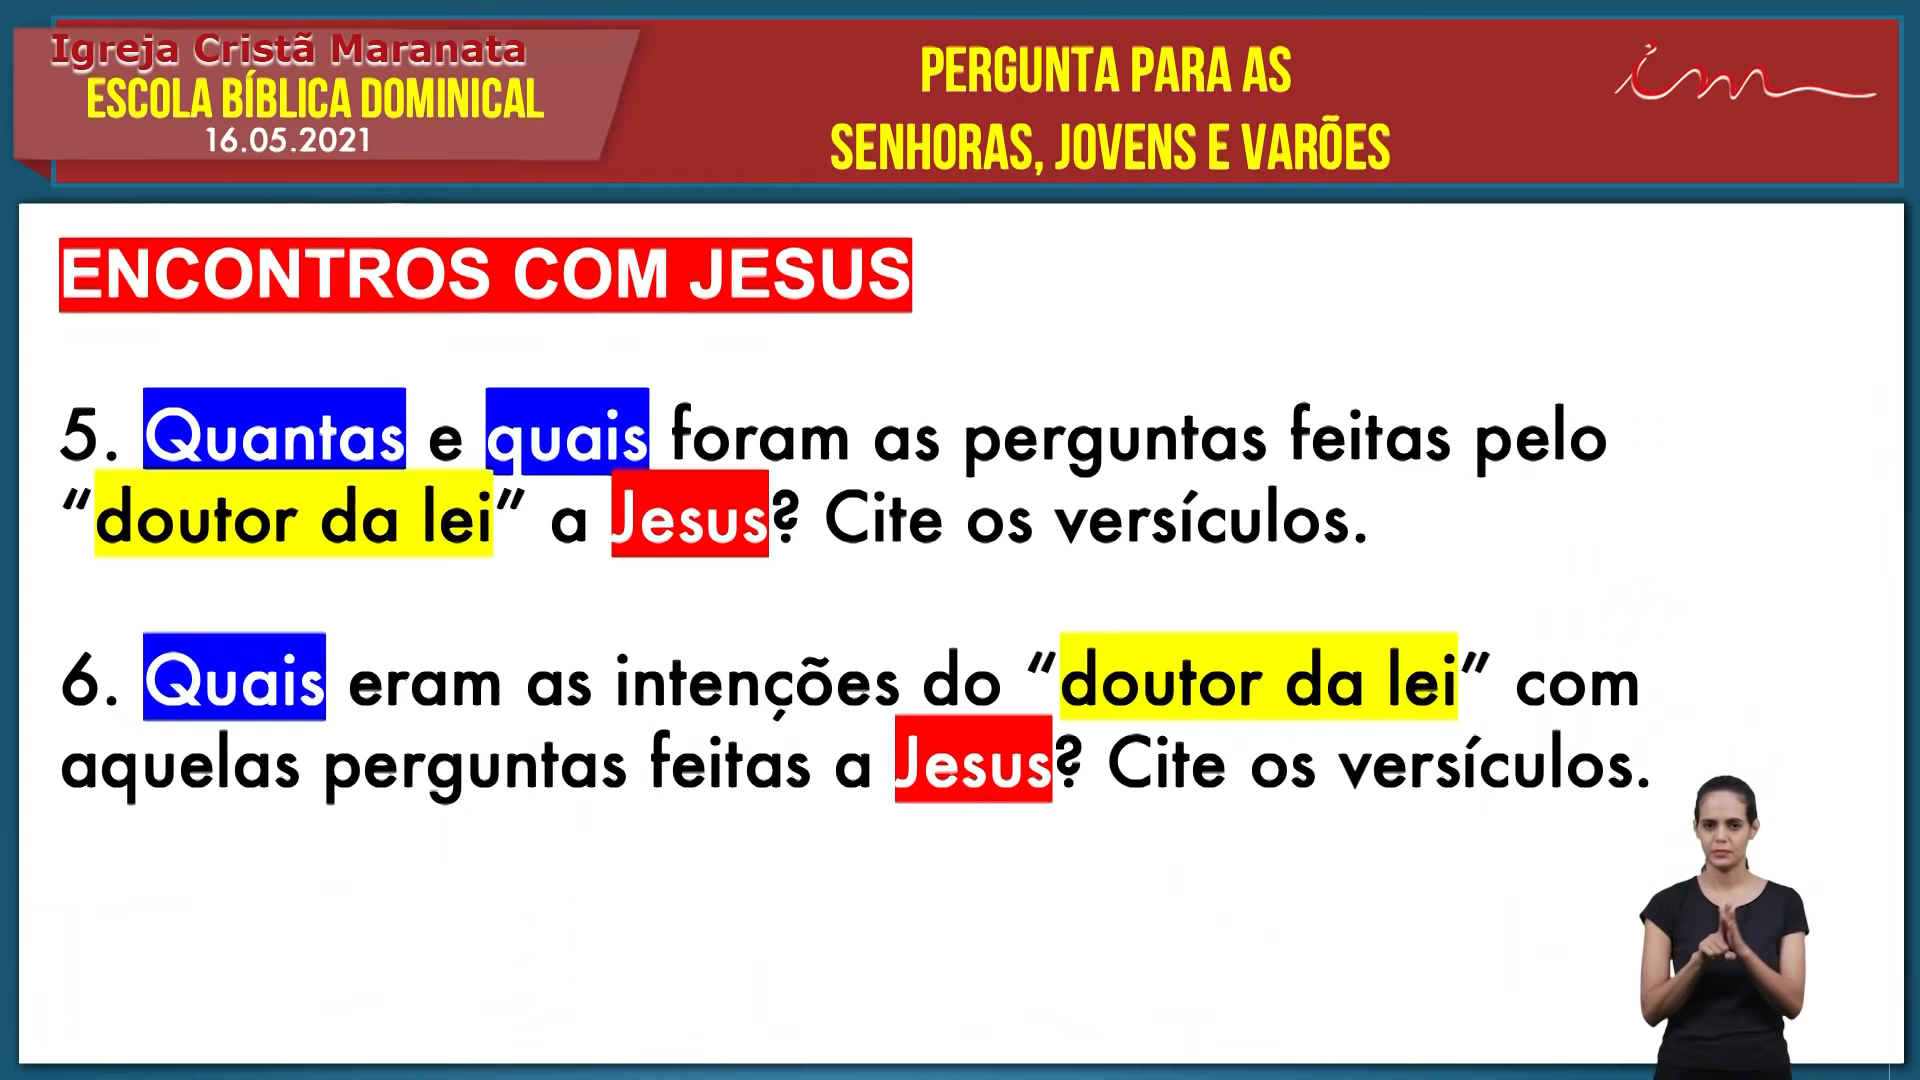 Igreja Cristã Maranata
ESCOLA BÍBLICA DOMINICAL
16.05.2021
PERGUNTA PARA AS
SENHORAS, JOVENS E VARÕES
im
ENCONTROS COM JESUS
5. Quantas e quais foram as perguntas feitas pelo
“doutor da lei” a Jesus? Cite os versículos.
6. Quais eram as intenções do “doutor da lei” com
aquelas perguntas feitas a Jesus? Cite os versículos.